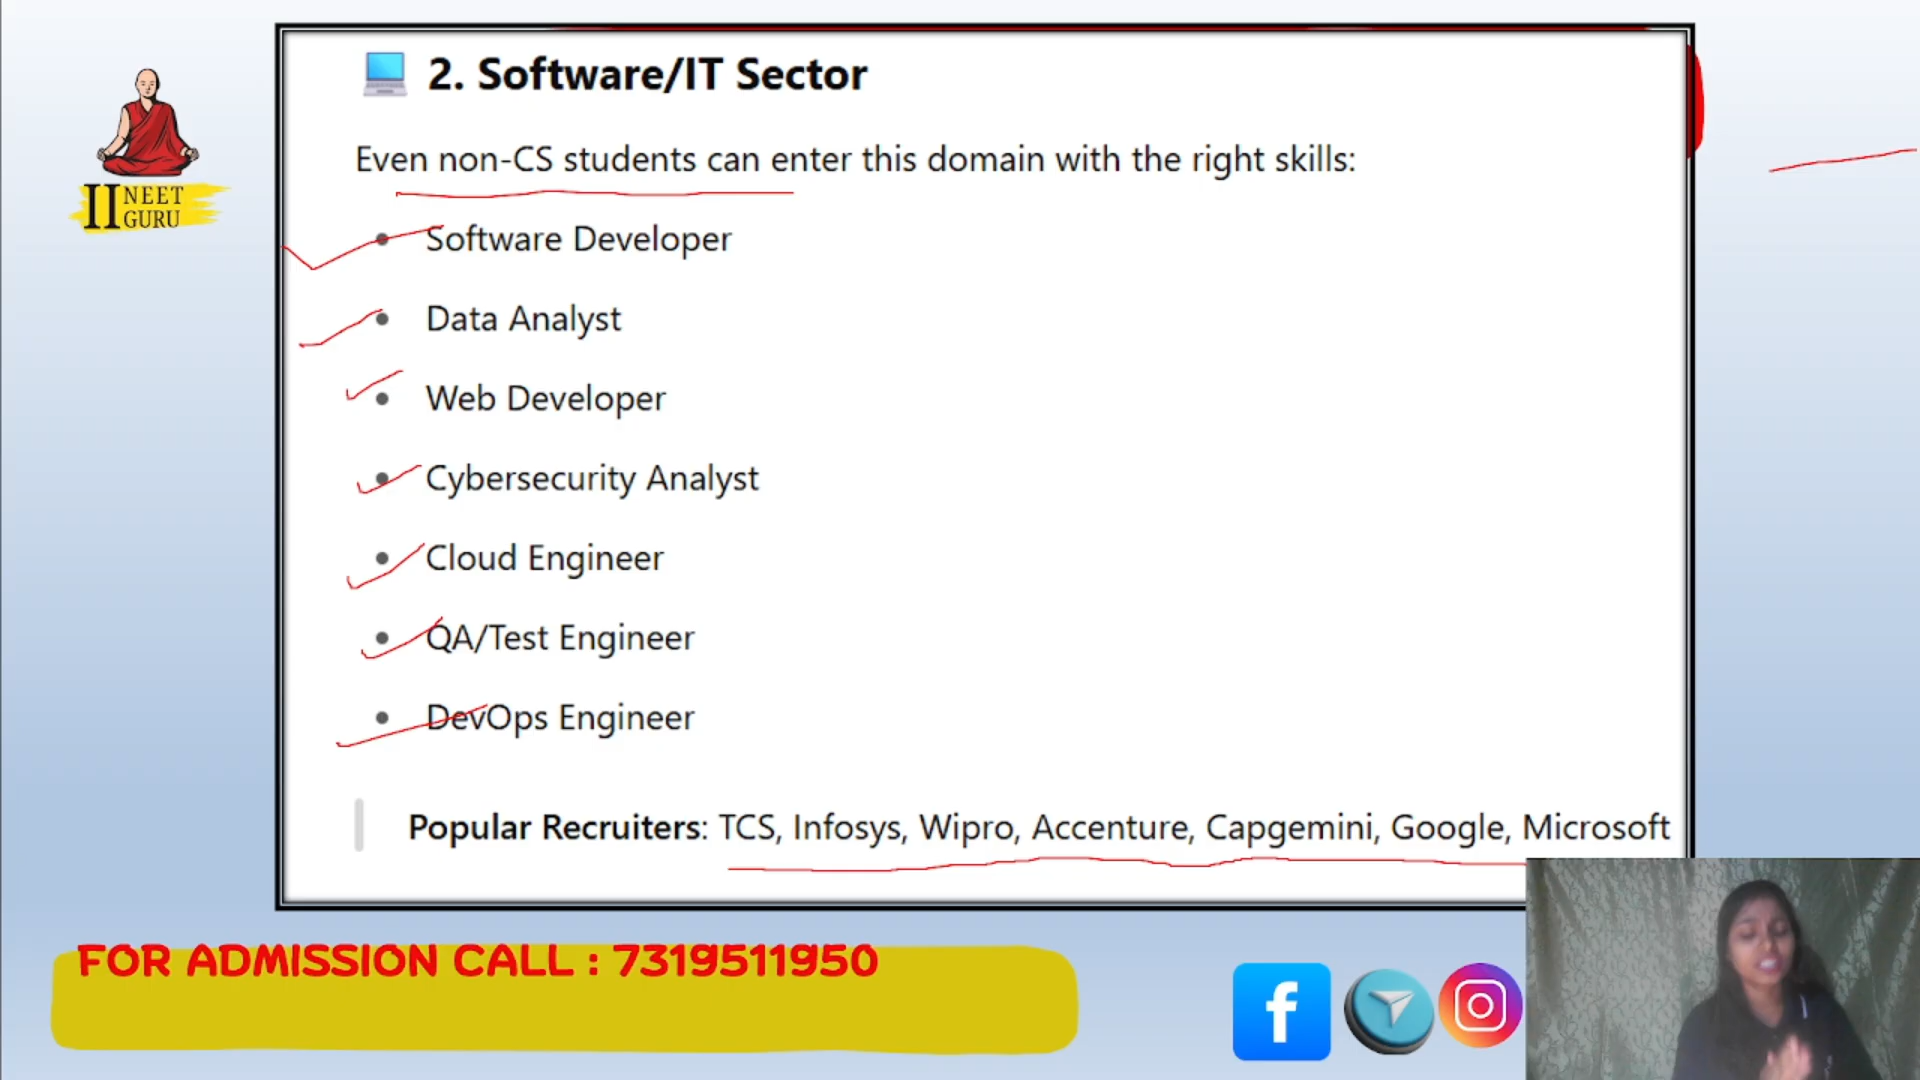 2. Software/IT Sector
Even non-CS students can enter this domain with the right skills:
Software Developer
Data Analyst
Web Developer
Cybersecurity Analyst
Cloud Engineer
QA/Test Engineer
DevOps Engineer
Popular Recruiters: TCS, Infosys, Wipro, Accenture, Capgemini, Google, Microsoft
II NEET
GURU
FOR ADMISSION CALL : 7319511950
f